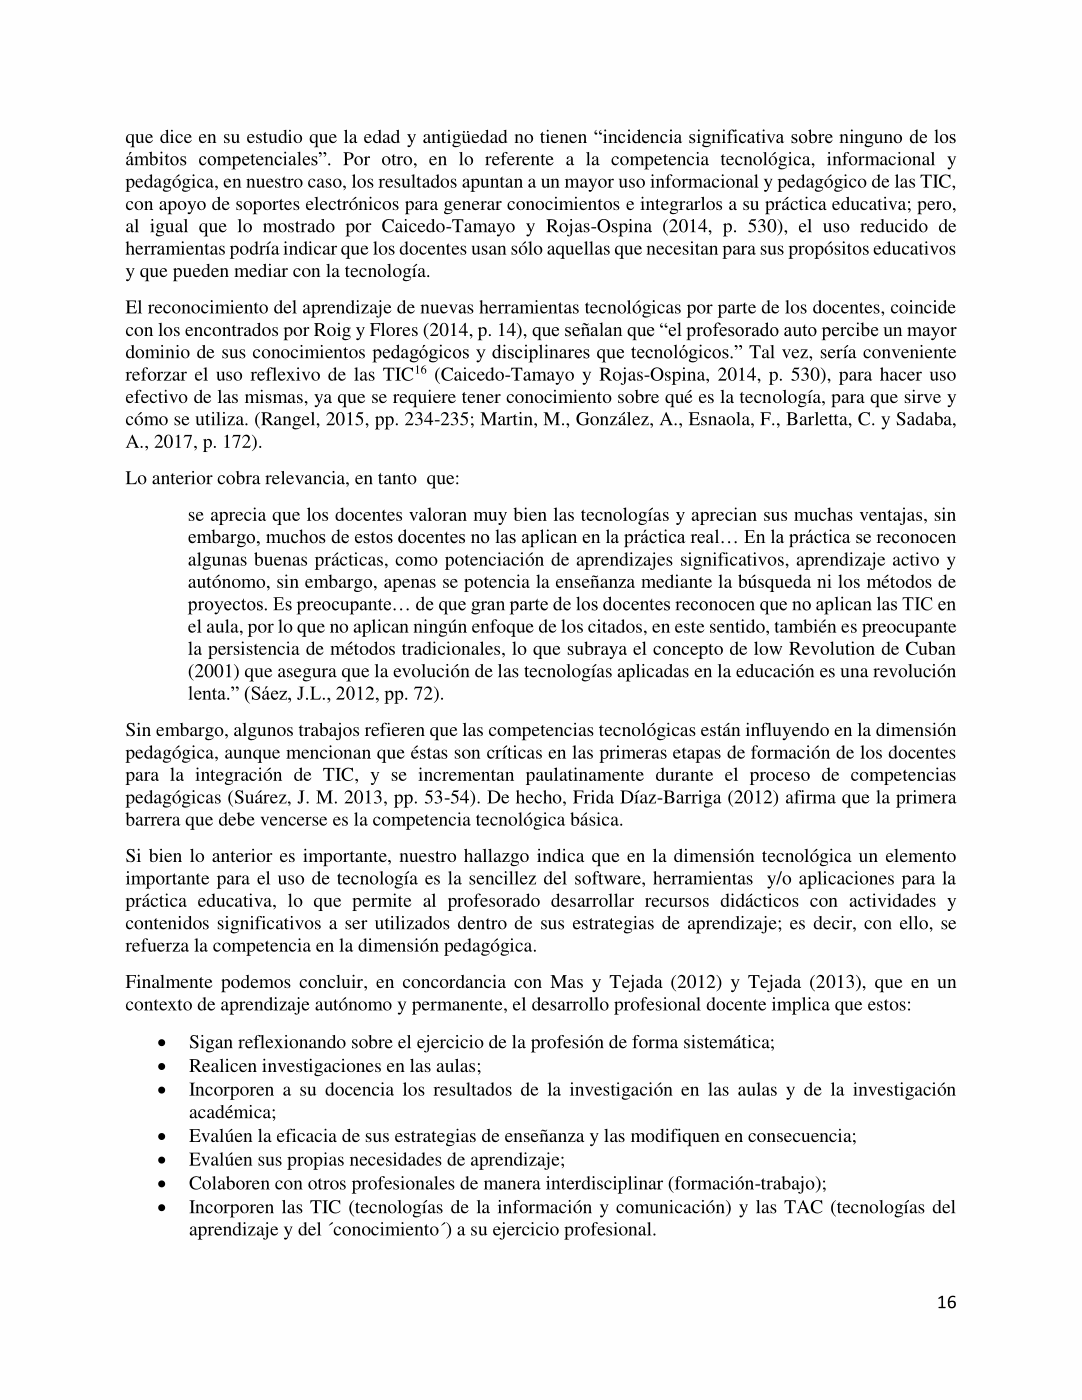 que dice en su estudio que la edad y antigüedad no tienen “incidencia significativa sobre ninguno de los
ámbitos competenciales”. Por otro, en lo referente a la competencia tecnológica, informacional y
pedagógica, en nuestro caso, los resultados apuntan a un mayor uso informacional y pedagógico de las TIC,
con apoyo de soportes electrónicos para generar conocimientos e integrarlos a su práctica educativa; pero,
al igual que lo mostrado por Caicedo-Tamayo y Rojas-Ospina (2014, p. 530), el uso reducido de
herramientas podría indicar que los docentes usan sólo aquellas que necesitan para sus propósitos educativos
y que pueden mediar con la tecnología.
El reconocimiento del aprendizaje de nuevas herramientas tecnológicas por parte de los docentes, coincide
con los encontrados por Roig y Flores (2014, p. 14), que señalan que “el profesorado auto percibe un mayor
dominio de sus conocimientos pedagógicos y disciplinares que tecnológicos.” Tal vez, sería conveniente
reforzar el uso reflexivo de las TIC16 (Caicedo-Tamayo y Rojas-Ospina, 2014, p. 530), para hacer uso
efectivo de las mismas, ya que se requiere tener conocimiento sobre qué es la tecnología, para que sirve y
cómo se utiliza. (Rangel, 2015, pp. 234-235; Martin, M., González, A., Esnaola, F., Barletta, C. y Sadaba,
A., 2017, p. 172).
Lo anterior cobra relevancia, en tanto  que:
se aprecia que los docentes valoran muy bien las tecnologías y aprecian sus muchas ventajas, sin
embargo, muchos de estos docentes no las aplican en la práctica real… En la práctica se reconocen
algunas buenas prácticas, como potenciación de aprendizajes significativos, aprendizaje activo y
autónomo, sin embargo, apenas se potencia la enseñanza mediante la búsqueda ni los métodos de
proyectos. Es preocupante… de que gran parte de los docentes reconocen que no aplican las TIC en
el aula, por lo que no aplican ningún enfoque de los citados, en este sentido, también es preocupante
la persistencia de métodos tradicionales, lo que subraya el concepto de low Revolution de Cuban
(2001) que asegura que la evolución de las tecnologías aplicadas en la educación es una revolución
lenta.” (Sáez, J.L., 2012, pp. 72).
Sin embargo, algunos trabajos refieren que las competencias tecnológicas están influyendo en la dimensión
pedagógica, aunque mencionan que éstas son críticas en las primeras etapas de formación de los docentes
para la integración de TIC, y se incrementan paulatinamente durante el proceso de competencias
pedagógicas (Suárez, J. M. 2013, pp. 53-54). De hecho, Frida Díaz-Barriga (2012) afirma que la primera
barrera que debe vencerse es la competencia tecnológica básica.
Si bien lo anterior es importante, nuestro hallazgo indica que en la dimensión tecnológica un elemento
importante para el uso de tecnología es la sencillez del software, herramientas  y/o aplicaciones para la
práctica educativa, lo que permite al profesorado desarrollar recursos didácticos con actividades y
contenidos significativos a ser utilizados dentro de sus estrategias de aprendizaje; es decir, con ello, se
refuerza la competencia en la dimensión pedagógica.
Finalmente podemos concluir, en concordancia con Mas y Tejada (2012) y Tejada (2013), que en un
contexto de aprendizaje autónomo y permanente, el desarrollo profesional docente implica que estos:
• Sigan reflexionando sobre el ejercicio de la profesión de forma sistemática;
• Realicen investigaciones en las aulas;
• Incorporen a su docencia los resultados de la investigación en las aulas y de la investigación
académica;
• Evalúen la eficacia de sus estrategias de enseñanza y las modifiquen en consecuencia;
• Evalúen sus propias necesidades de aprendizaje;
• Colaboren con otros profesionales de manera interdisciplinar (formación-trabajo);
• Incorporen las TIC (tecnologías de la información y comunicación) y las TAC (tecnologías del
aprendizaje y del ´conocimiento´) a su ejercicio profesional.
16